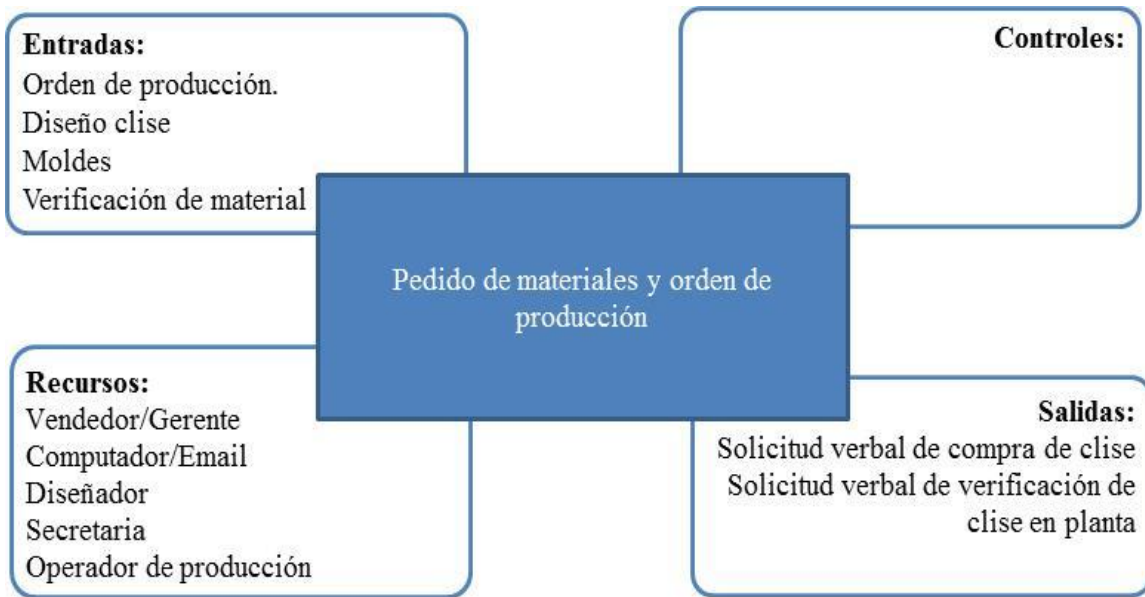 Entradas:
Orden de producción.
Diseño clise
Moldes
Verificación de material
Controles:
Pedido de materiales y orden de
producción
Recursos:
Vendedor/Gerente
Computador/Email
Diseñador
Secretaria
Operador de producción
Salidas:
Solicitud verbal de compra de clise
Solicitud verbal de verificación de
clise en planta